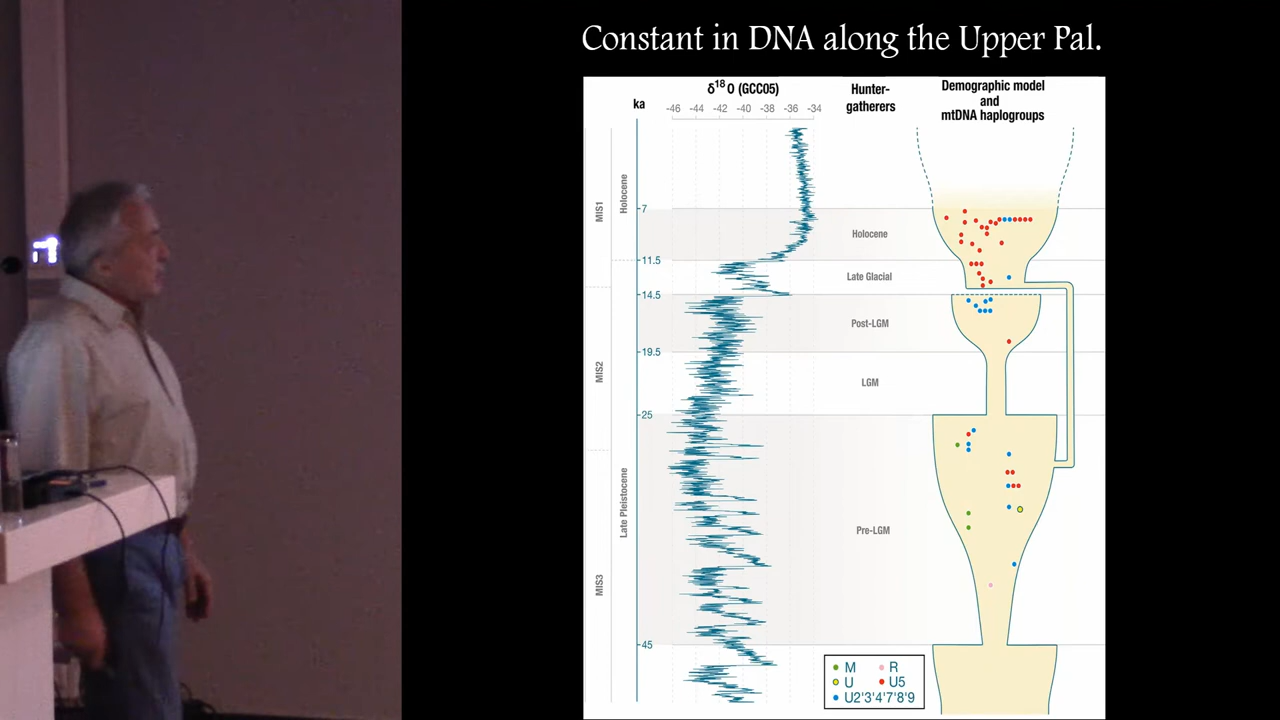 Constant in DNA along the Upper Pal.
δ18O (GCC05)
Hunter-
gatherers
Demographic model
and
mtDNA haplogroups
ka
-46 -44 -42 -40 -38 -36 -34
MIS1
Holocene
7
Holocene
11.5
Late Glacial
14.5
Post-LGM
19.5
MIS2
LGM
25
Late Pleistocene
Pre-LGM
MIS3
45
M R
U U5
U2'3'4'7'8'9